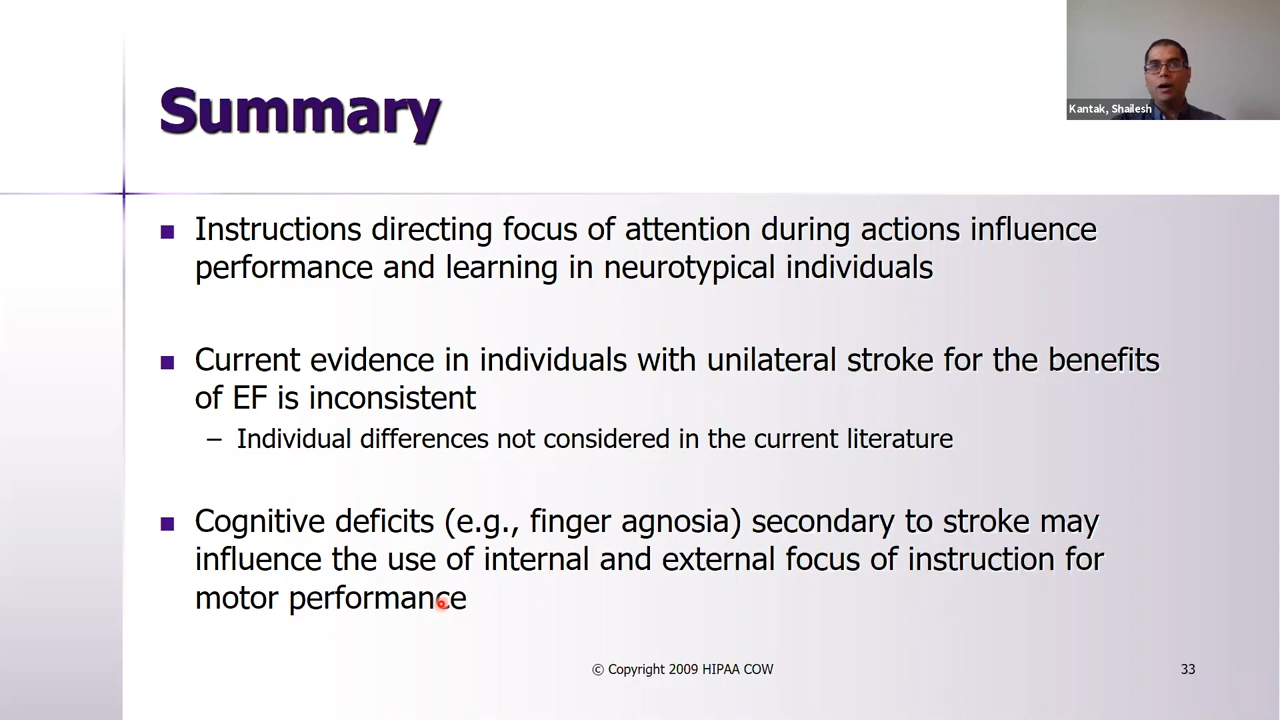 Kantak, Shailesh
Summary
■ Instructions directing focus of attention during actions influence
performance and learning in neurotypical individuals
■ Current evidence in individuals with unilateral stroke for the benefits
of EF is inconsistent
– Individual differences not considered in the current literature
■ Cognitive deficits (e.g., finger agnosia) secondary to stroke may
influence the use of internal and external focus of instruction for
motor performance
© Copyright 2009 HIPAA COW
33